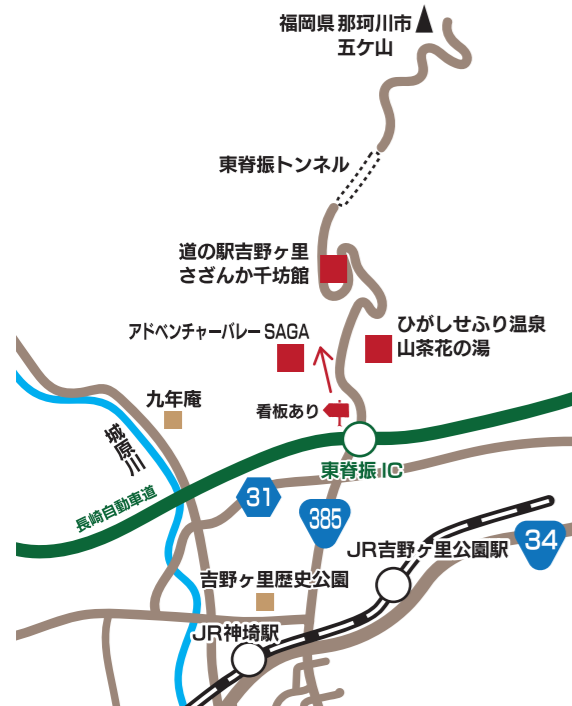 福岡県 那珂川市
五ケ山
東脊振トンネル
道の駅吉野ヶ里
さざんか千坊館
アドベンチャーバレーSAGA
ひがしせふり温泉
山茶花の湯
九年庵
看板あり
城原川
東脊振 IC
長崎自動車道
31
385
34
JR吉野ヶ里公園駅
吉野ヶ里歴史公園
JR神埼駅